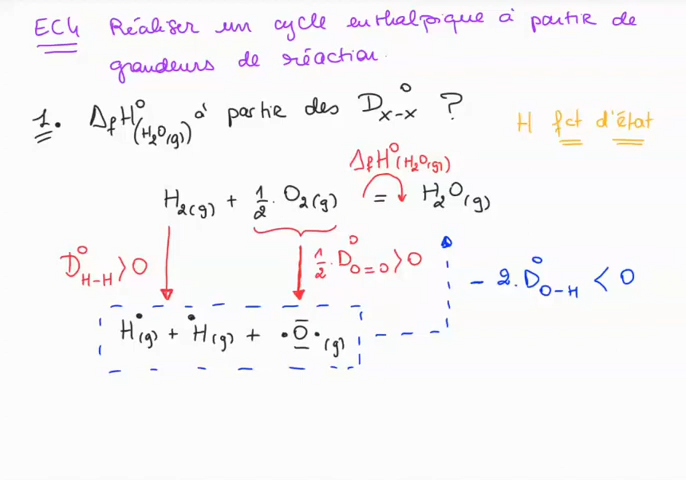 EC4 Réaliser un cycle enthalpique à partir de
grandeurs de réaction.
1. ΔfH°(H₂O(g)) à partir des D°x-x ?
H fct d'état
ΔfH°(H₂O(g))
H₂(g) + 1/2 · O₂(g) = H₂O(g)
D°H-H > 0
1/2 · D°O=O > 0
- 2 · D°O-H < 0
H•(g) + •H(g) + •O•(g)